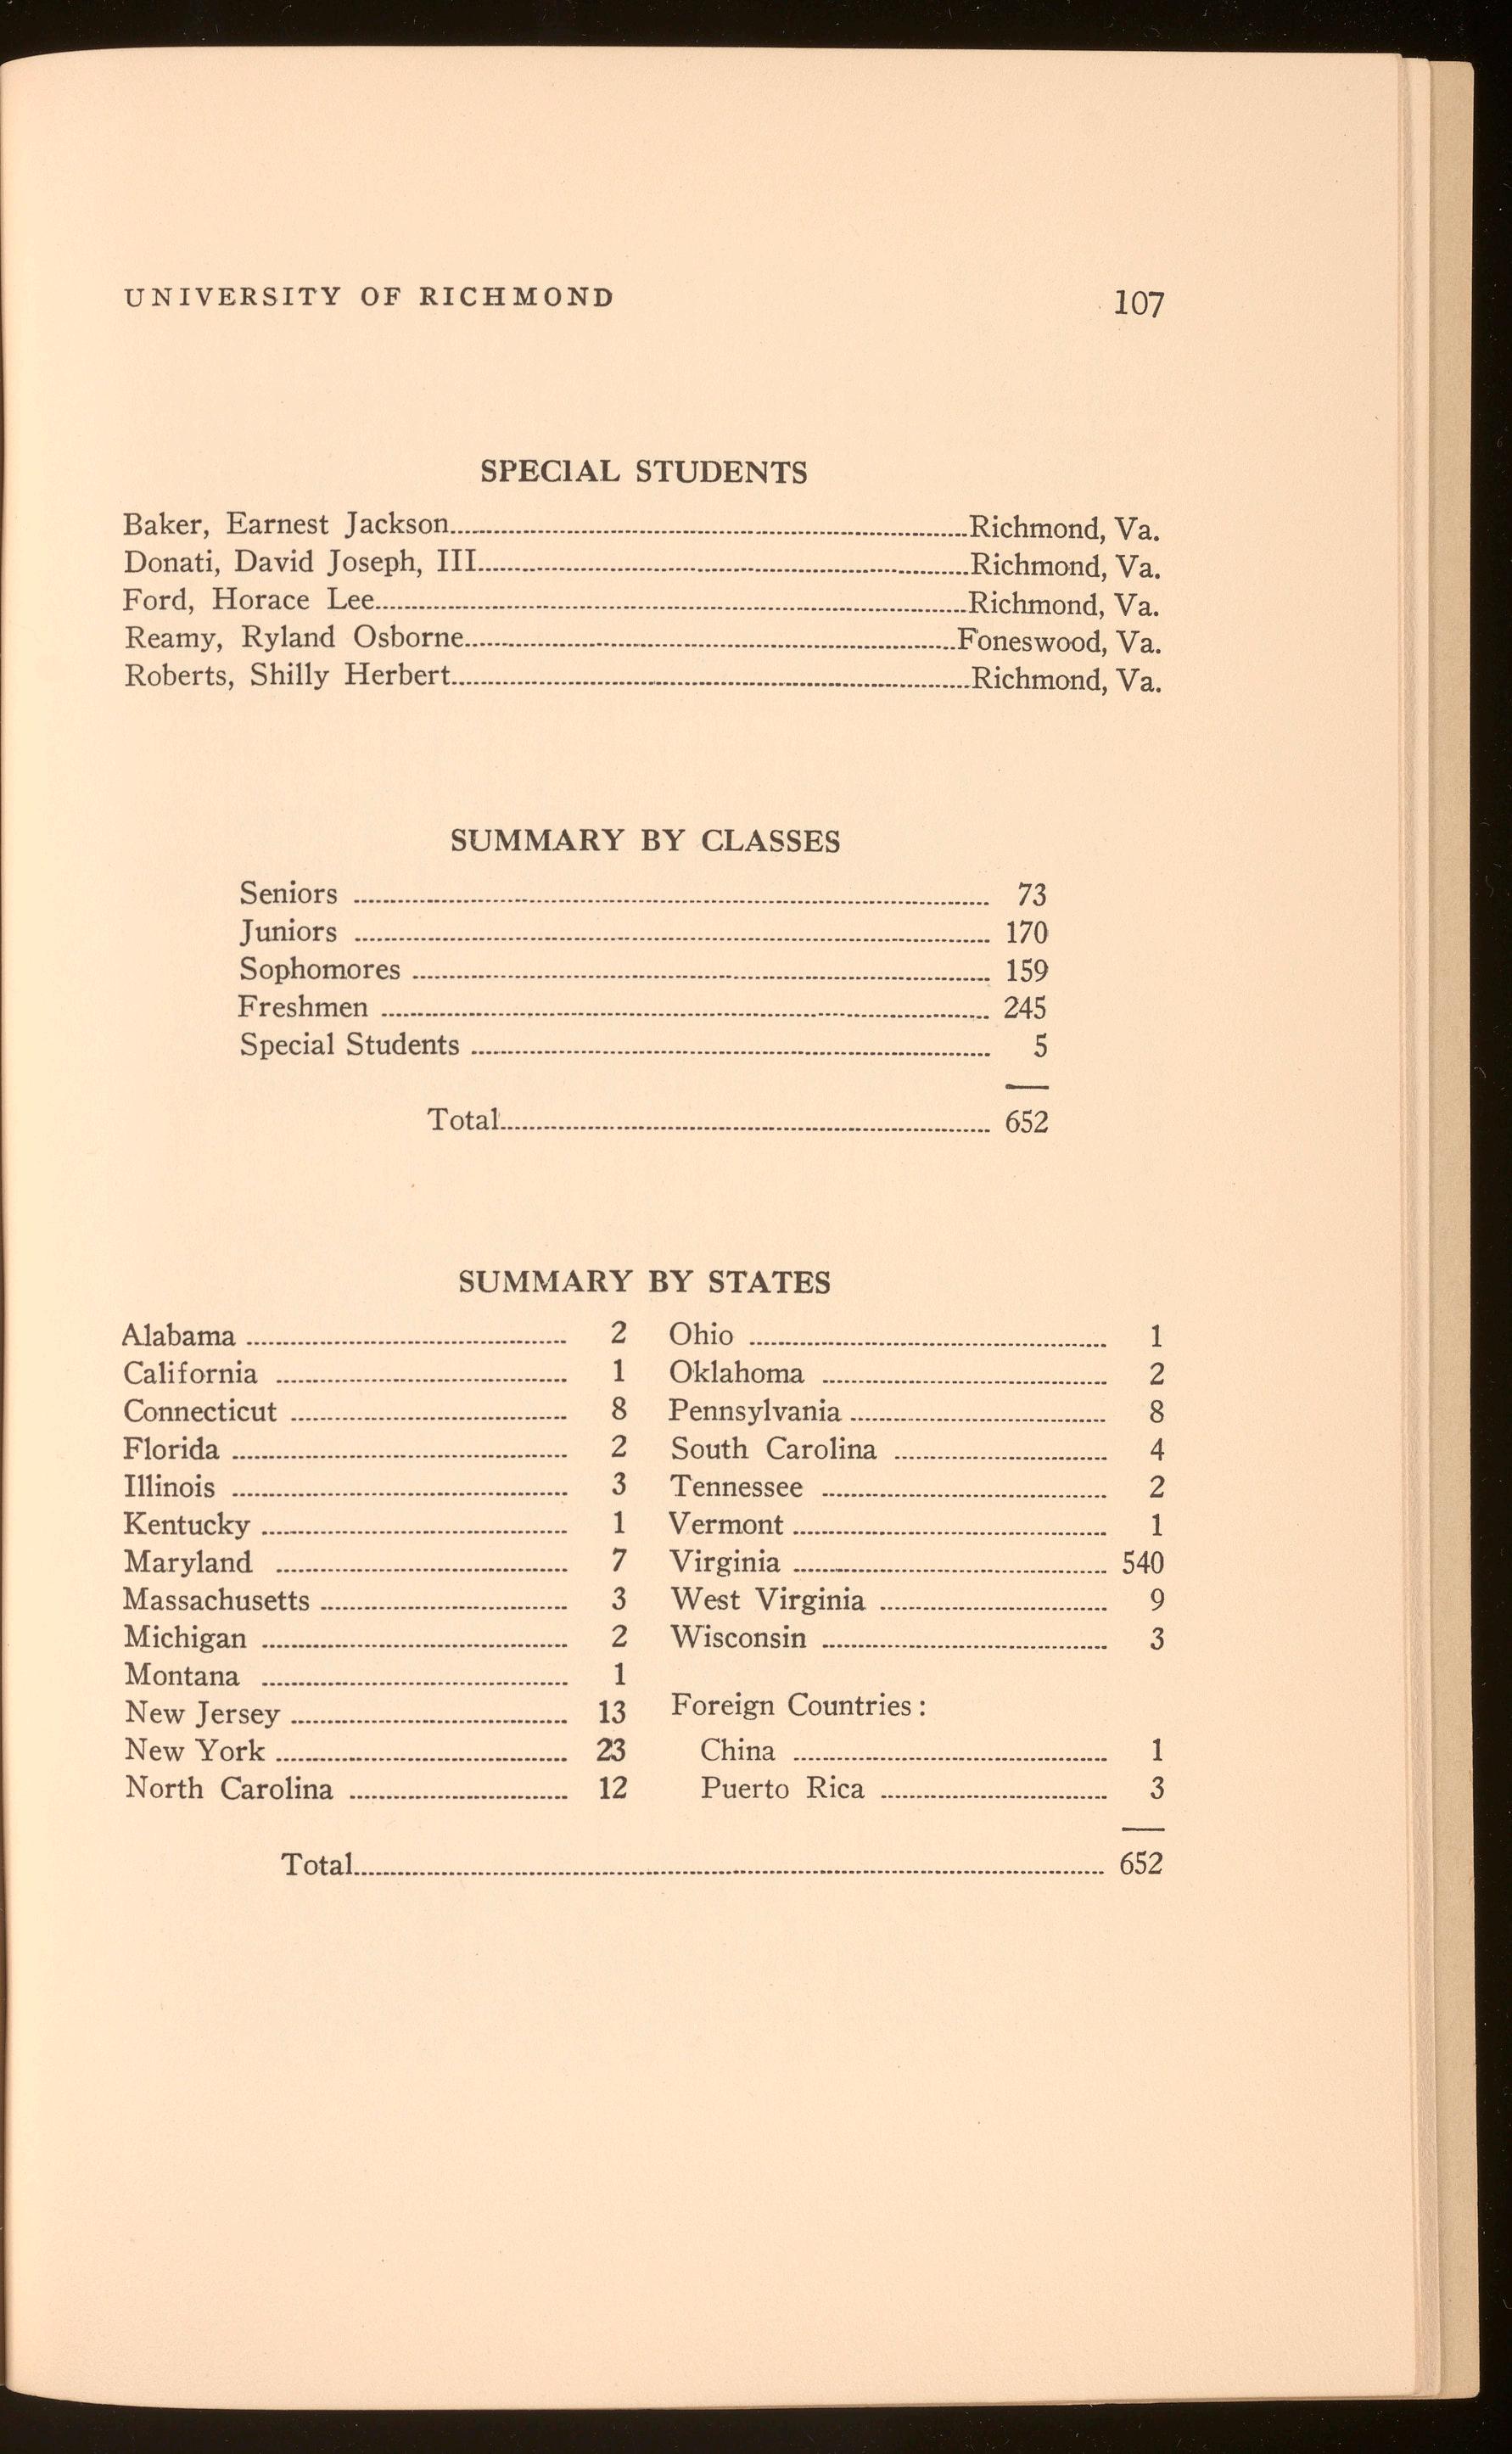 UNIVERSITY OF RICHMOND 107
SPECIAL STUDENTS
Baker, Earnest Jackson Richmond, Va.
Donati, David Joseph, III Richmond, Va.
Ford, Horace Lee Richmond, Va.
Reamy, Ryland Osborne Foneswood, Va.
Roberts, Shilly Herbert Richmond, Va.
SUMMARY BY CLASSES
Seniors 73
Juniors 170
Sophomores 159
Freshmen 245
Special Students 5
Total 652
SUMMARY BY STATES
Alabama 2
California 1
Connecticut 8
Florida 2
Illinois 3
Kentucky 1
Maryland 7
Massachusetts 3
Michigan 2
Montana 1
New Jersey 13
New York 23
North Carolina 12
Ohio 1
Oklahoma 2
Pennsylvania 8
South Carolina 4
Tennessee 2
Vermont 1
Virginia 540
West Virginia 9
Wisconsin 3
Foreign Countries:
China 1
Puerto Rica 3
Total 652